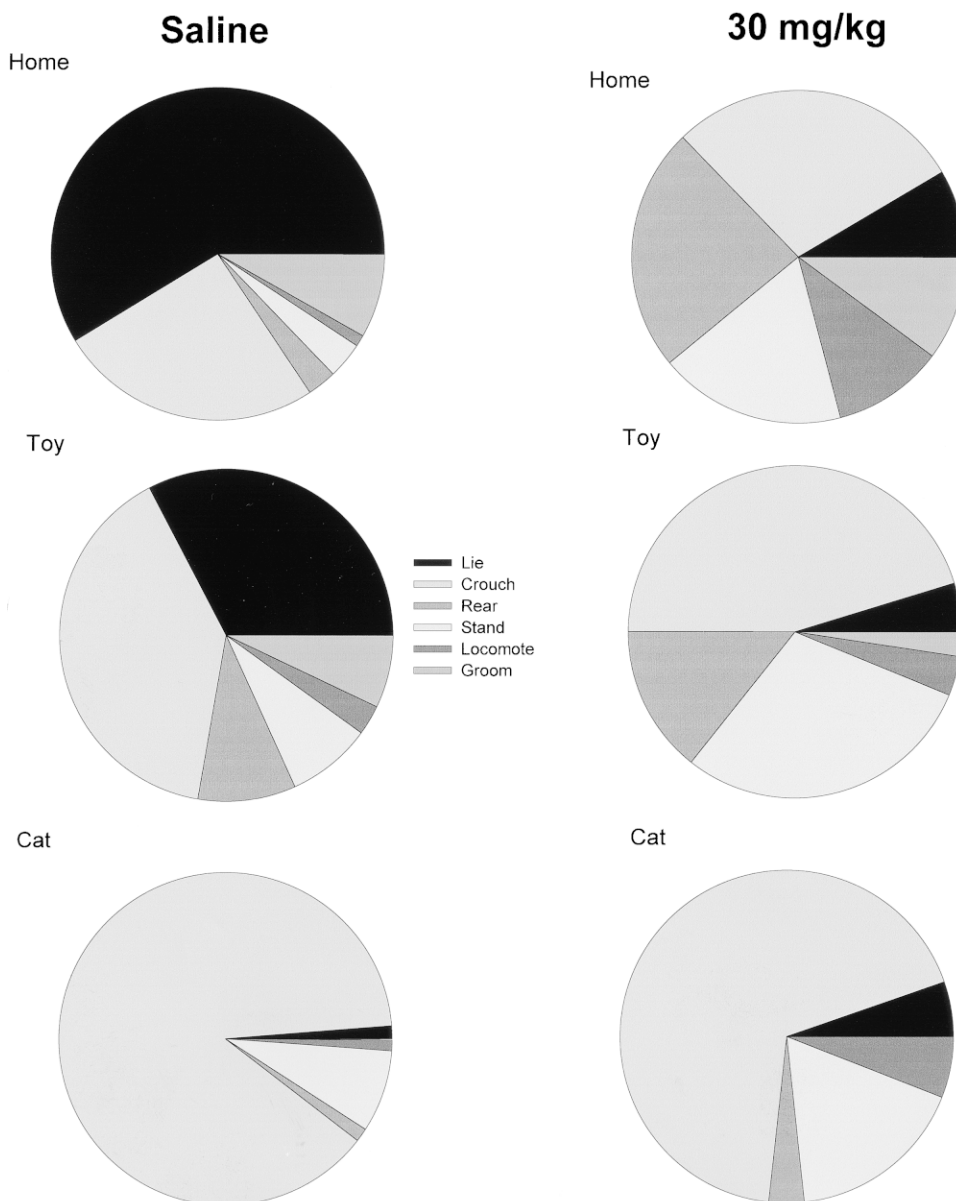 Saline
30 mg/kg
Home
Home
Toy
Toy
Lie
Crouch
Rear
Stand
Locomote
Groom
Cat
Cat